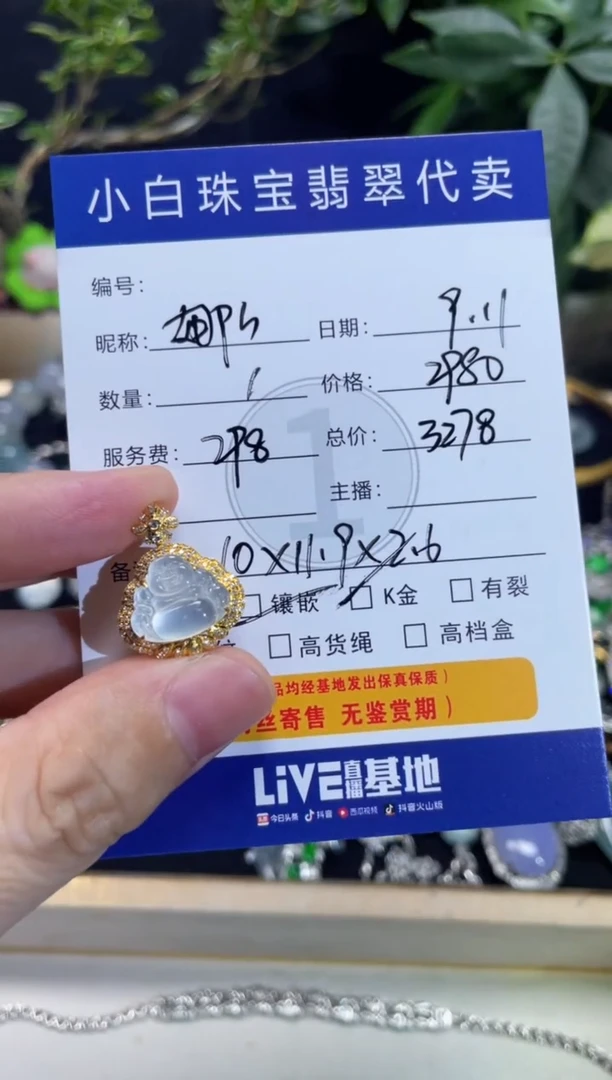 小白珠宝翡翠代卖
编号:
昵称: 日期: 9.11
数量: 1 价格: 2980
服务费: 298 总价: 3278
主播:
备 10×11.9×2.6
镶嵌 K金 有裂
高货绳 高档盒
品均经基地发出保真保质)
丝寄售 无鉴赏期)
LIVE直播基地
今日头条 抖音 西瓜视频 抖音火山版